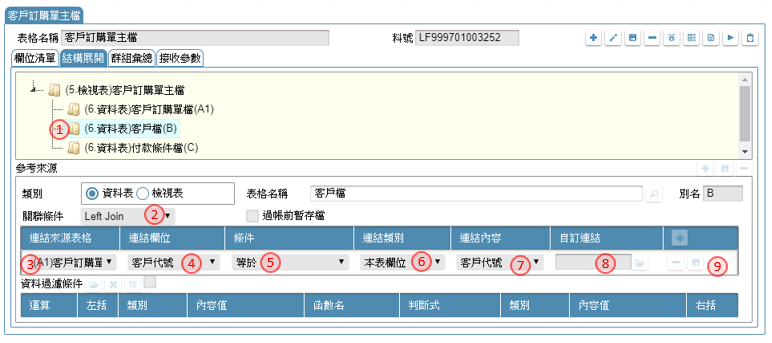 客戶訂購單主檔
表格名稱 客戶訂購單主檔 料號 LF999701003252
欄位清單 結構展開 群組彙總 接收參數
(5.檢視表)客戶訂購單主檔
(6.資料表)客戶訂購單檔(A1)
1 (6.資料表)客戶檔(B)
(6.資料表)付款條件檔(C)
參考來源
類別 資料表 檢視表 表格名稱 客戶檔 別名 B
關聯條件 Left Join 2 過帳前暫存檔
連結來源表格 連結欄位 條件 連結類別 連結內容 自訂連結
3 (A1)客戶訂購單 客戶代號 4 等於 5 本表欄位 6 客戶代號 7 8 9
資料過濾條件
運算 左括 類別 內容值 函數名 判斷式 類別 內容值 右括